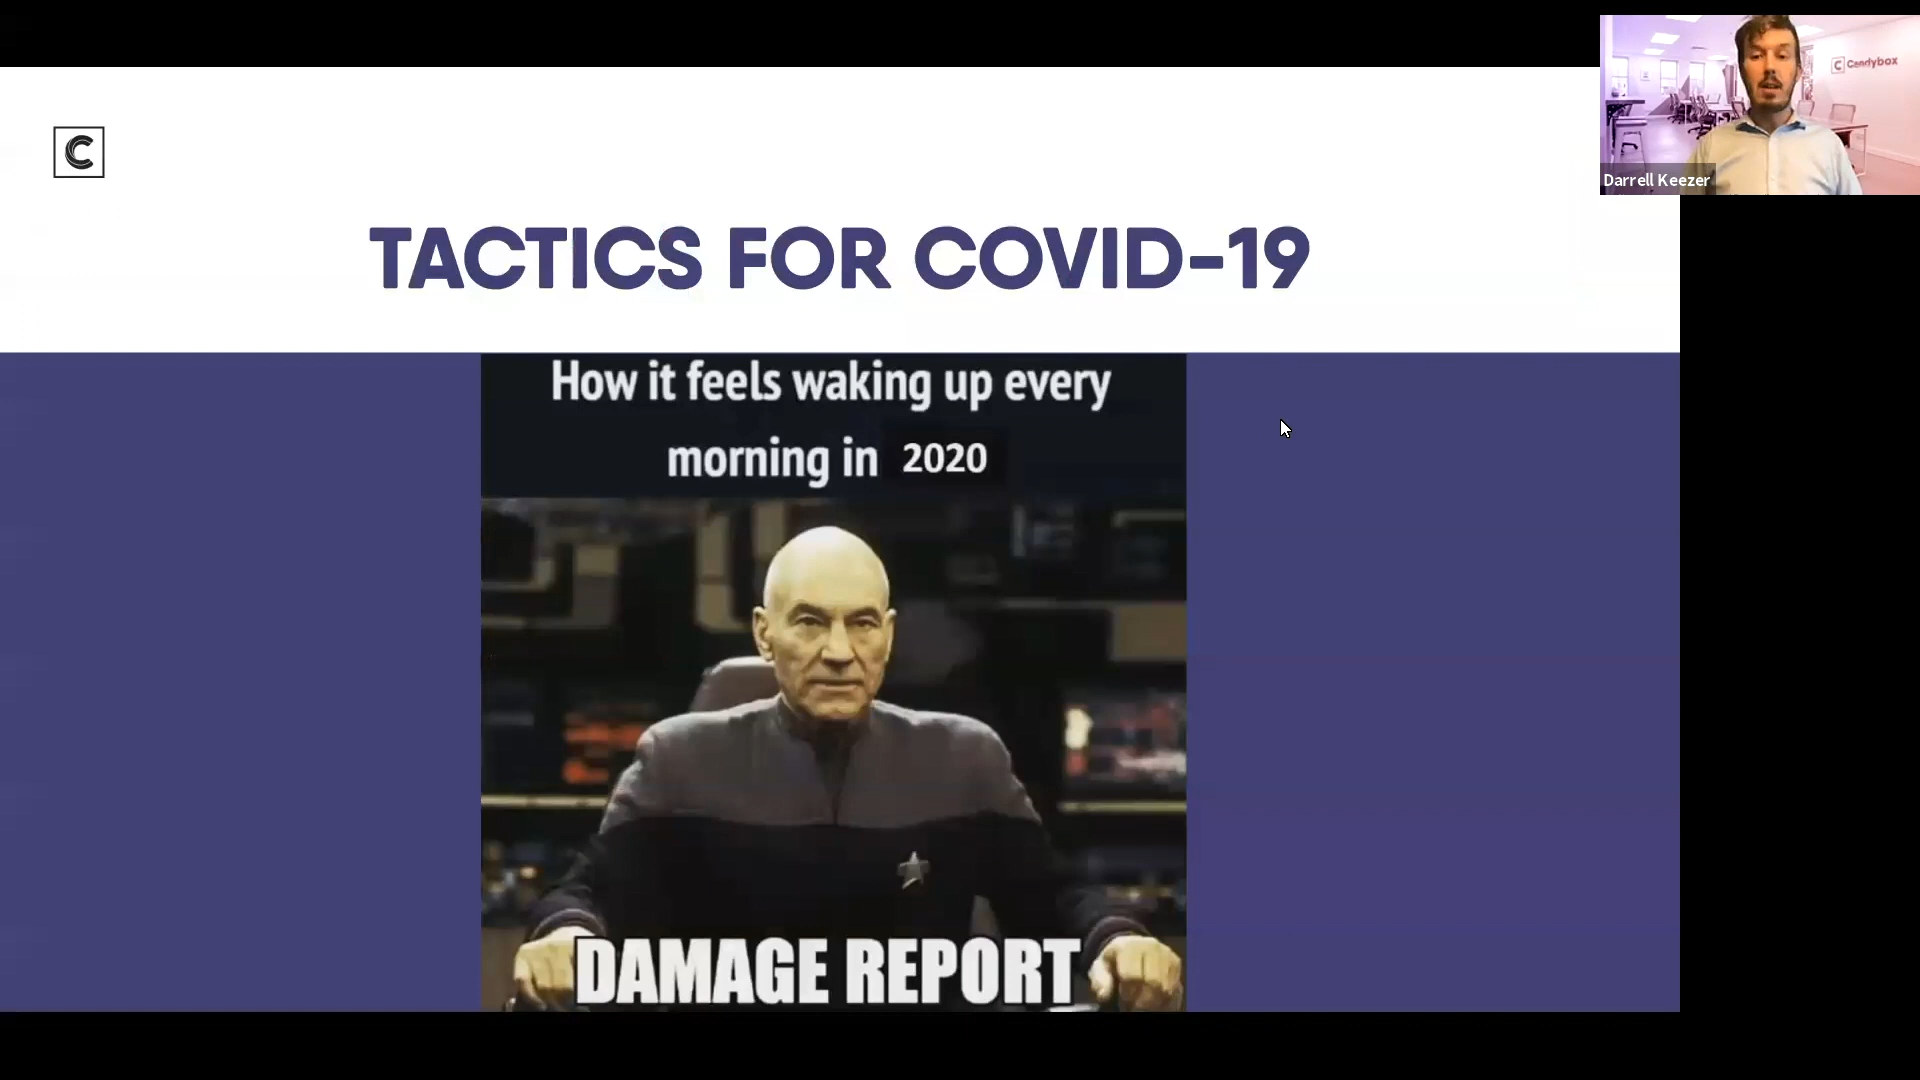 C Candybox
Darrell Keezer
C
TACTICS FOR COVID-19
How it feels waking up every
morning in 2020
DAMAGE REPORT